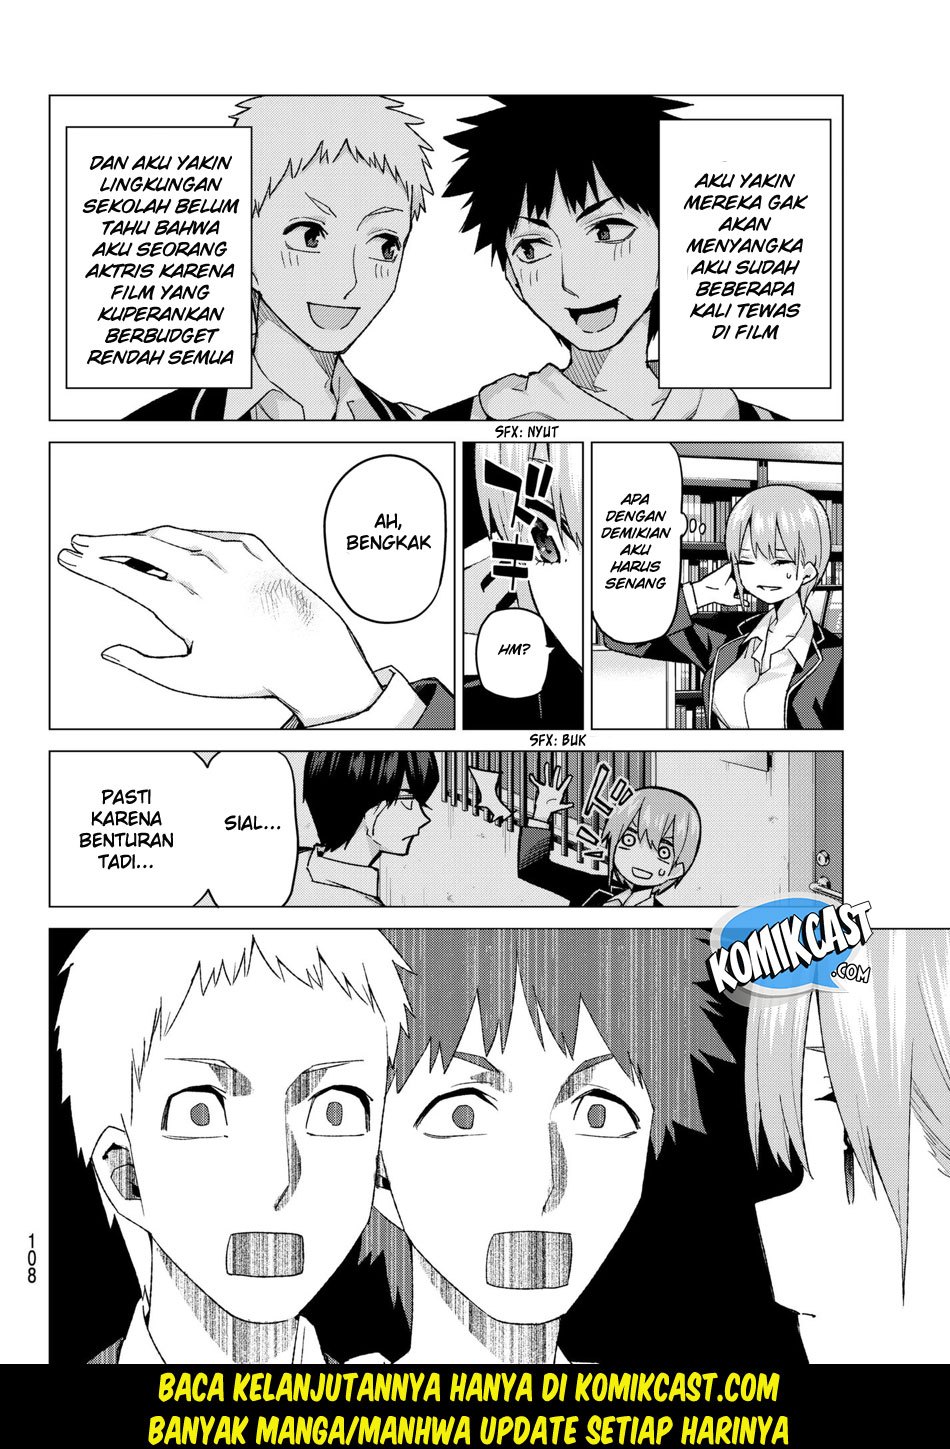 AKU YAKIN
MEREKA GAK
AKAN
MENYANGKA
AKU SUDAH
BEBERAPA
KALI TEWAS
DI FILM
DAN AKU YAKIN
LINGKUNGAN
SEKOLAH BELUM
TAHU BAHWA
AKU SEORANG
AKTRIS KARENA
FILM YANG
KUPERANKAN
BERBUDGET
RENDAH SEMUA
SFX: NYUT
APA
DENGAN
DEMIKIAN
AKU
HARUS
SENANG
HM?
AH,
BENGKAK
SFX: BUK
SIAL...
PASTI
KARENA
BENTURAN
TADI...
KOMIKCAST
.COM
108
BACA KELANJUTANNYA HANYA DI KOMIKCAST.COM
BANYAK MANGA/MANHWA UPDATE SETIAP HARINYA